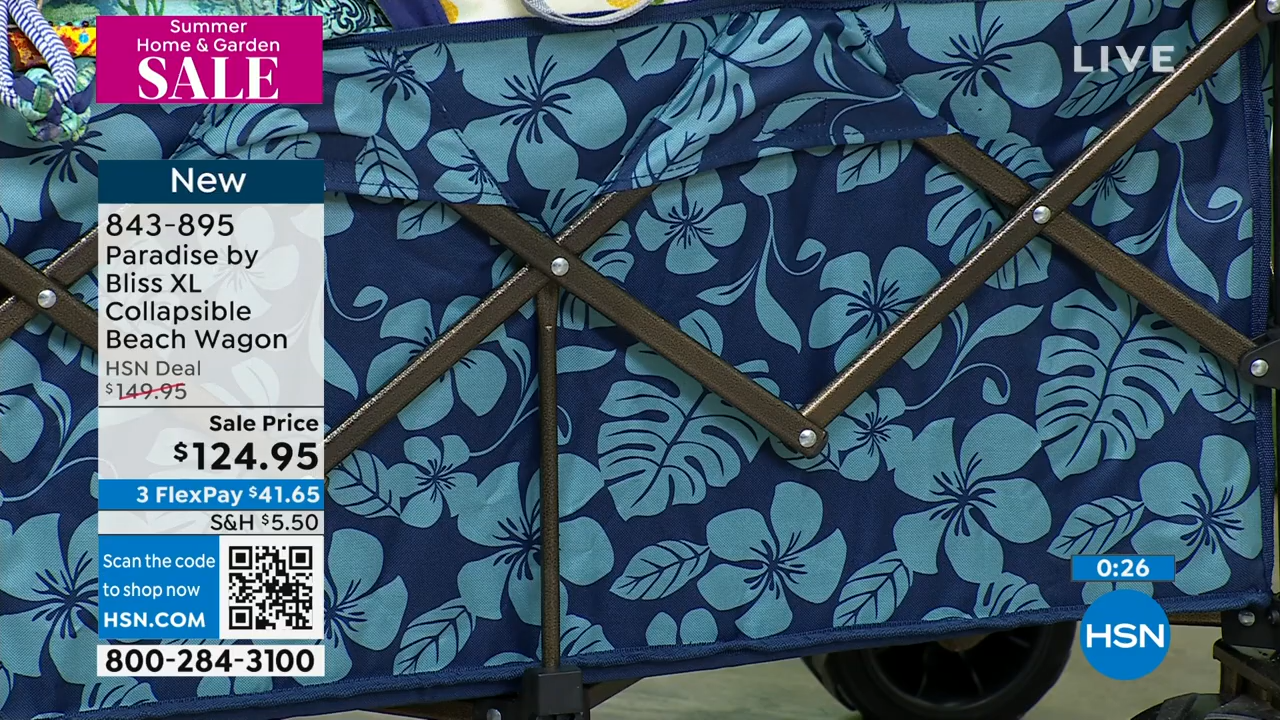 Summer
Home & Garden
SALE
LIVE
New
843-895
Paradise by
Bliss XL
Collapsible
Beach Wagon
HSN Deal
$149.95
Sale Price
$124.95
3 FlexPay $41.65
S&H $5.50
Scan the code
to shop now
HSN.COM
800-284-3100
0:26
HSN